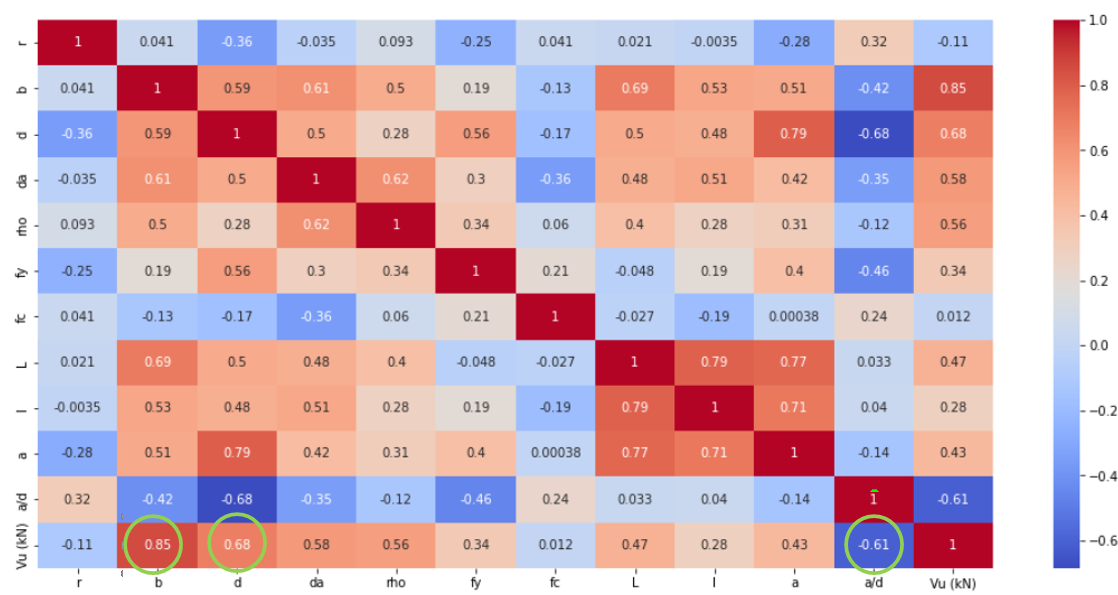 r 1 0.041 -0.36 -0.035 0.093 -0.25 0.041 0.021 -0.0035 -0.28 0.32 -0.11
b 0.041 1 0.59 0.61 0.5 0.19 -0.13 0.69 0.53 0.51 -0.42 0.85
d -0.36 0.59 1 0.5 0.28 0.56 -0.17 0.5 0.48 0.79 -0.68 0.68
da -0.035 0.61 0.5 1 0.62 0.3 -0.36 0.48 0.51 0.42 -0.35 0.58
rho 0.093 0.5 0.28 0.62 1 0.34 0.06 0.4 0.28 0.31 -0.12 0.56
fy -0.25 0.19 0.56 0.3 0.34 1 0.21 -0.048 0.19 0.4 -0.46 0.34
fc 0.041 -0.13 -0.17 -0.36 0.06 0.21 1 -0.027 -0.19 0.00038 0.24 0.012
L 0.021 0.69 0.5 0.48 0.4 -0.048 -0.027 1 0.79 0.77 0.033 0.47
l -0.0035 0.53 0.48 0.51 0.28 0.19 -0.19 0.79 1 0.71 0.04 0.28
a -0.28 0.51 0.79 0.42 0.31 0.4 0.00038 0.77 0.71 1 -0.14 0.43
a/d 0.32 -0.42 -0.68 -0.35 -0.12 -0.46 0.24 0.033 0.04 -0.14 1 -0.61
Vu (kN) -0.11 0.85 0.68 0.58 0.56 0.34 0.012 0.47 0.28 0.43 -0.61 1
r b d da rho fy fc L l a a/d Vu (kN)
1.0
0.8
0.6
0.4
0.2
0.0
−0.2
−0.4
−0.6